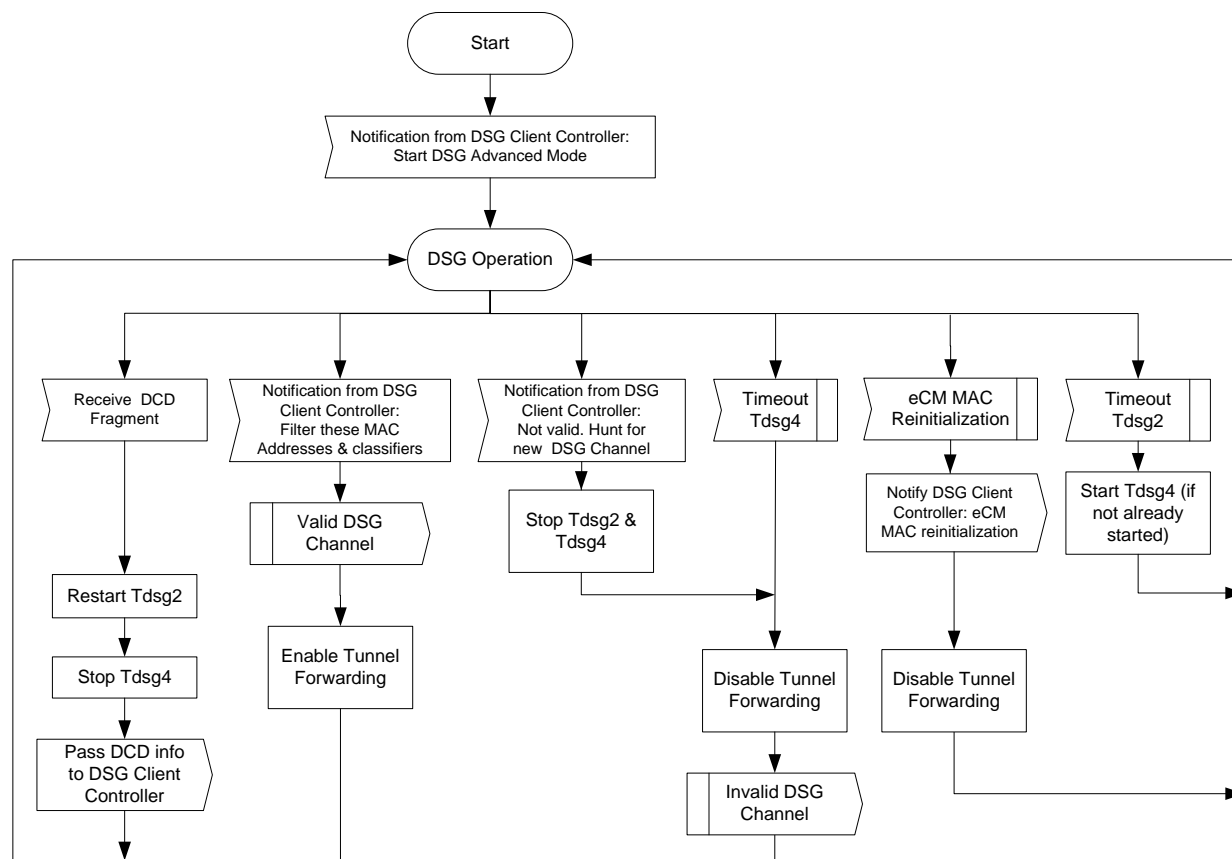 Start
Notification from DSG Client Controller:
Start DSG Advanced Mode
DSG Operation
Receive DCD
Fragment
Notification from DSG
Client Controller:
Filter these MAC
Addresses & classifiers
Notification from DSG
Client Controller:
Not valid. Hunt for
new DSG Channel
Timeout
Tdsg4
eCM MAC
Reinitialization
Timeout
Tdsg2
Valid DSG
Channel
Stop Tdsg2 &
Tdsg4
Notify DSG Client
Controller: eCM
MAC reinitialization
Start Tdsg4 (if
not already
started)
Restart Tdsg2
Stop Tdsg4
Enable Tunnel
Forwarding
Disable Tunnel
Forwarding
Disable Tunnel
Forwarding
Pass DCD info
to DSG Client
Controller
Invalid DSG
Channel